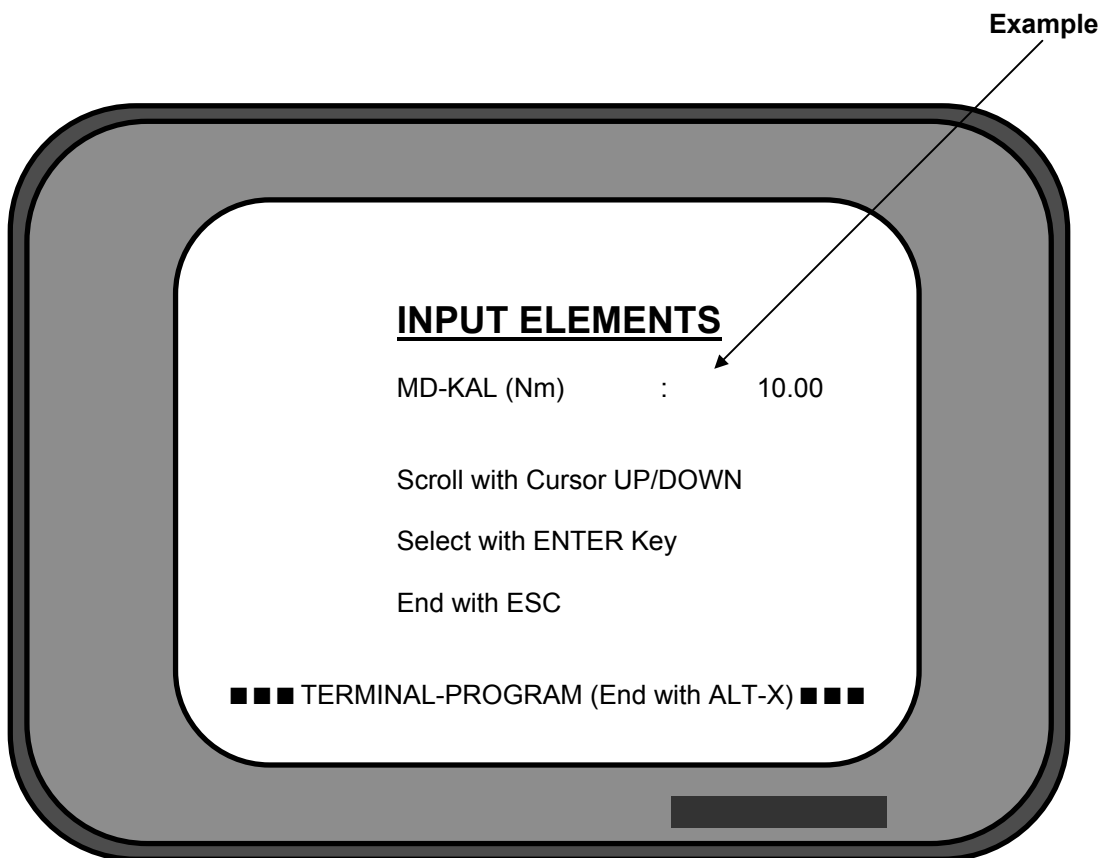 Example
INPUT ELEMENTS
MD-KAL (Nm) : 10.00
Scroll with Cursor UP/DOWN
Select with ENTER Key
End with ESC
■ ■ ■ TERMINAL-PROGRAM (End with ALT-X) ■ ■ ■